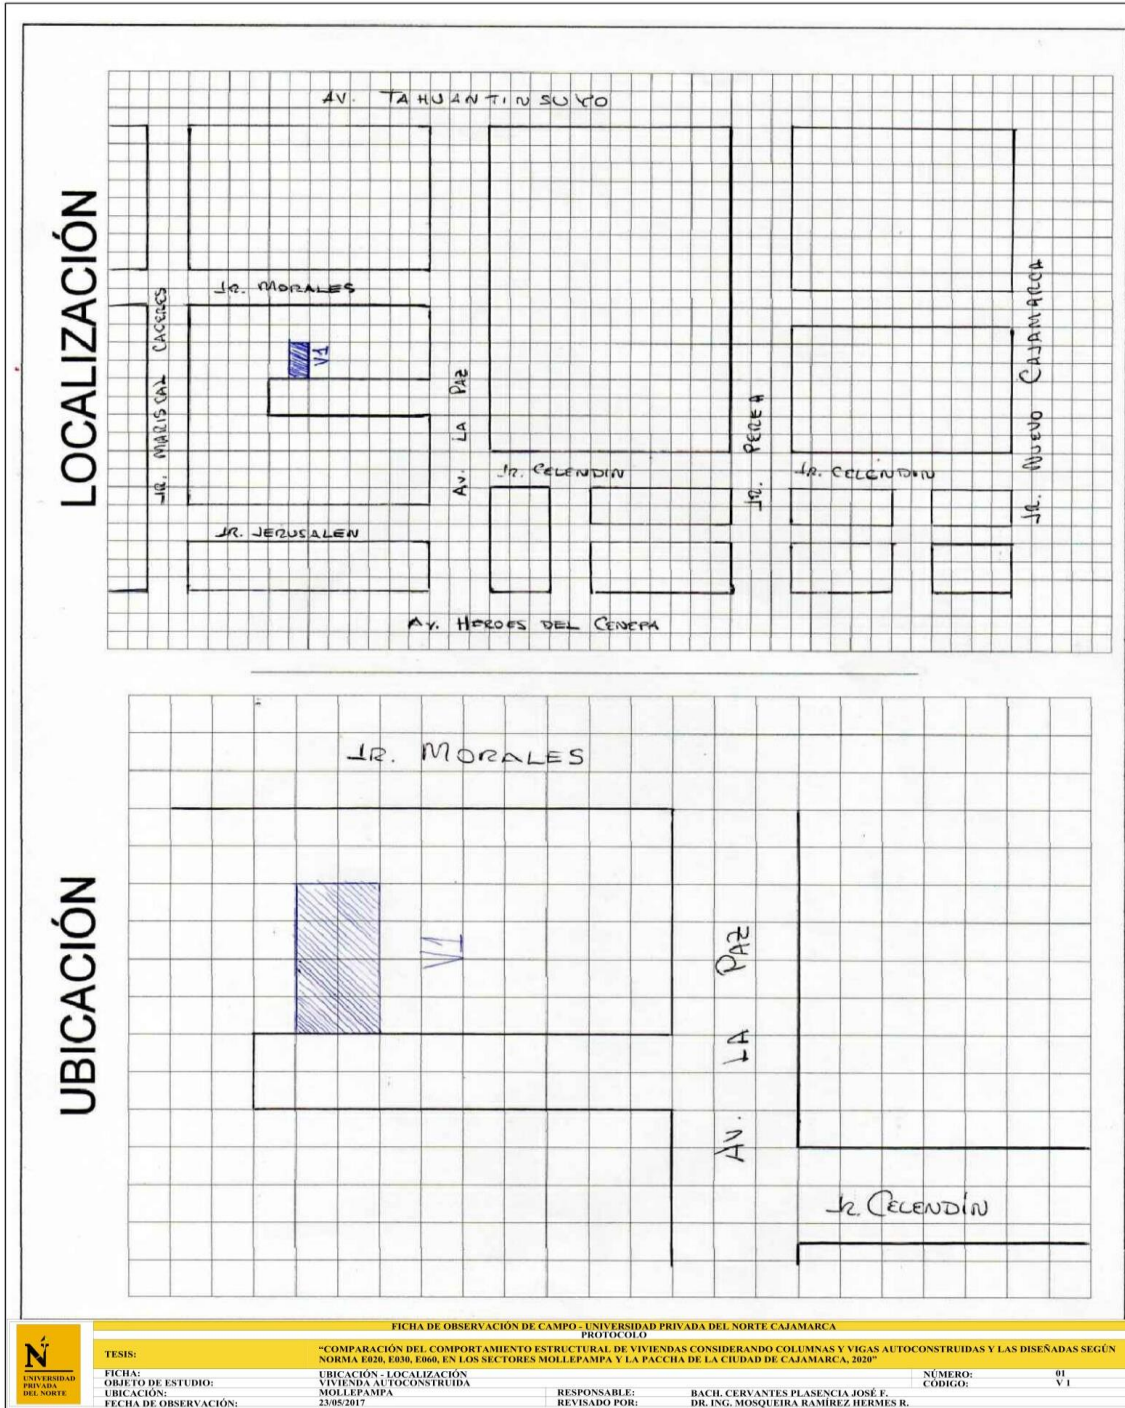 LOCALIZACIÓN
AV. TAHUANTINSUYO
JR. MORALES
JR. MARISCAL CACERES
V1
AV. LA PAZ
JR. PEREA
JR. NUEVO CAJAMARCA
JR. CELENDIN
JR. CELENDIN
JR. JERUSALEN
AV. HEROES DEL CENEPA
UBICACIÓN
JR. MORALES
V1
AV. LA PAZ
JR. CELENDÍN
N
UNIVERSIDAD
PRIVADA
DEL NORTE
FICHA DE OBSERVACIÓN DE CAMPO - UNIVERSIDAD PRIVADA DEL NORTE CAJAMARCA
PROTOCOLO
TESIS: "COMPARACIÓN DEL COMPORTAMIENTO ESTRUCTURAL DE VIVIENDAS CONSIDERANDO COLUMNAS Y VIGAS AUTOCONSTRUIDAS Y LAS DISEÑADAS SEGÚN
NORMA E020, E030, E060, EN LOS SECTORES MOLLEPAMPA Y LA PACCHA DE LA CIUDAD DE CAJAMARCA, 2020"
FICHA: UBICACIÓN - LOCALIZACIÓN NÚMERO: 01
OBJETO DE ESTUDIO: VIVIENDA AUTOCONSTRUIDA CÓDIGO: V 1
UBICACIÓN: MOLLEPAMPA RESPONSABLE: BACH. CERVANTES PLASENCIA JOSÉ F.
FECHA DE OBSERVACIÓN: 23/05/2017 REVISADO POR: DR. ING. MOSQUEIRA RAMÍREZ HERMES R.